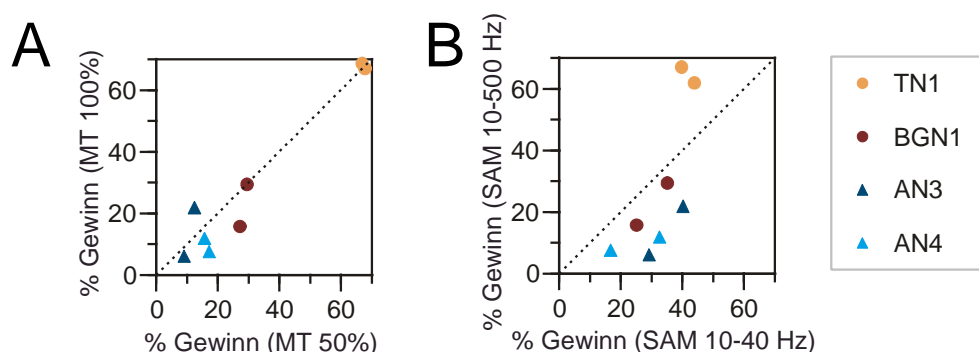 A
% Gewinn (MT 100%)
60
40
20
0
0 20 40 60
% Gewinn (MT 50%)
B
% Gewinn (SAM 10-500 Hz)
60
40
20
0
0 20 40 60
% Gewinn (SAM 10-40 Hz)
TN1
BGN1
AN3
AN4